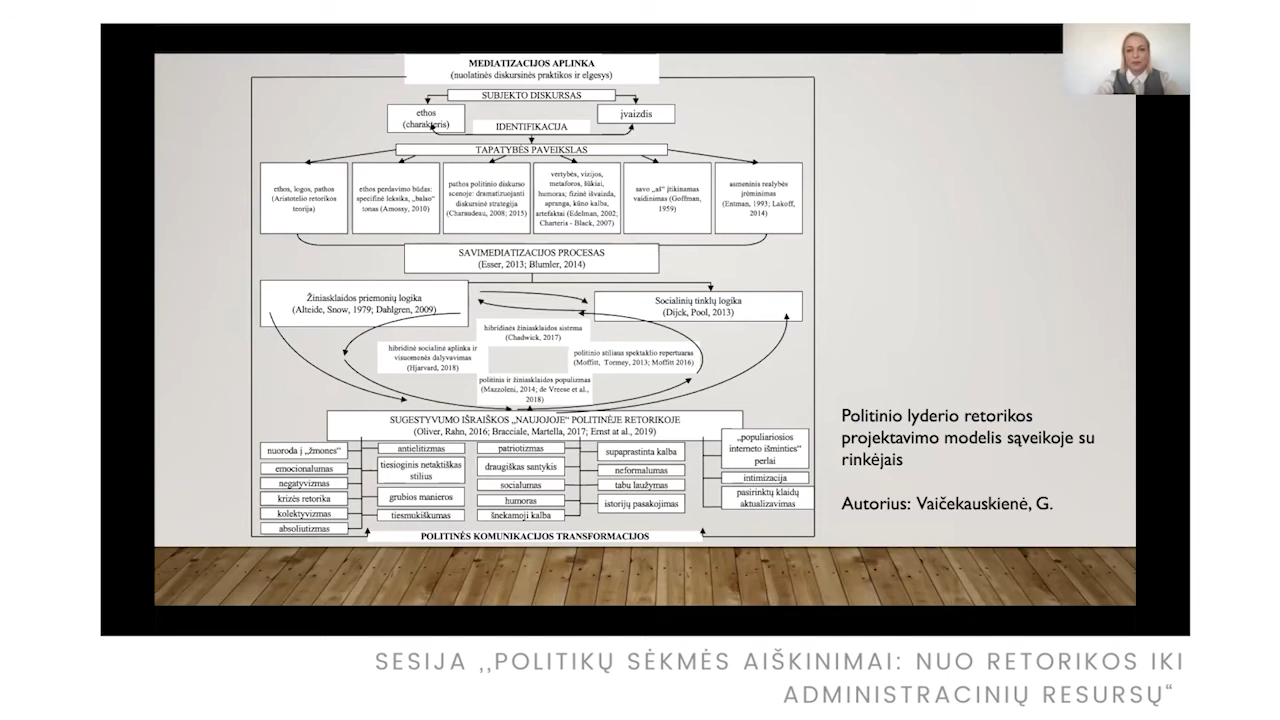 MEDIATIZACIJOS APLINKA
(nuolatinės diskursinės praktikos ir elgesys)
SUBJEKTO DISKURSAS
ethos
(charakteris)
įvaizdis
IDENTIFIKACIJA
TAPATYBĖS PAVEIKSLAS
ethos, logos, pathos
(Aristotelio retorikos
teorija)
ethos perdavimo būdas:
specifinė leksika, „balso"
tonas (Amossy, 2010)
pathos politinio diskurso
scenoje: dramatizuojanti
diskursinė strategija
(Charaudeau, 2008; 2015)
vertybės, vizijos,
metaforos, šūkiai,
humoras; fizinė išvaizda,
apranga, kūno kalba,
artefaktai (Edelman, 2002;
Charteris - Black, 2007)
savo „aš" įtikinamas
vaidinimas (Goffman,
1959)
asmeninis realybės
įrėminimas
(Entman, 1993; Lakoff,
2014)
SAVIMEDIATIZACIJOS PROCESAS
(Esser, 2013; Blumler, 2014)
Žiniasklaidos priemonių logika
(Alteide, Snow, 1979; Dahlgren, 2009)
Socialinių tinklų logika
(Dijck, Pool, 2013)
hibridinės žiniasklaidos sistema
(Chadwick, 2017)
hibridinė socialinė aplinka ir
visuomenės dalyvavimas
(Hjarvard, 2018)
politinio stiliaus spektaklio repertuaras
(Moffitt, Tormey, 2013; Moffitt 2016)
politinis ir žiniasklaidos populizmas
(Mazzoleni, 2014; de Vreese et al.,
2018)
SUGESTYVUMO IŠRAIŠKOS „NAUJOJE" POLITINĖJE RETORIKOJE
(Oliver, Rahn, 2016; Bracciale, Martella, 2017; Ernst at al., 2019)
nuoroda į „žmones"
emocionalumas
negatyvizmas
krizės retorika
kolektyvizmas
absoliutizmas
antielitizmas
tiesioginis netaktiškas
stilius
grubios manieros
tiesmukiškumas
patriotizmas
draugiškas santykis
socialumas
humoras
šnekamoji kalba
supaprastinta kalba
neformalumas
tabu laužymas
istorijų pasakojimas
„populiariosios
interneto išminties"
perlai
intimizacija
pasirinktų klaidų
aktualizavimas
POLITINĖS KOMUNIKACIJOS TRANSFORMACIJOS
Politinio lyderio retorikos
projektavimo modelis sąveikoje su
rinkėjais
Autorius: Vaičekauskienė, G.
SESIJA ,,POLITIKŲ SĖKMĖS AIŠKINIMAI: NUO RETORIKOS IKI
ADMINISTRACINIŲ RESURSŲ“